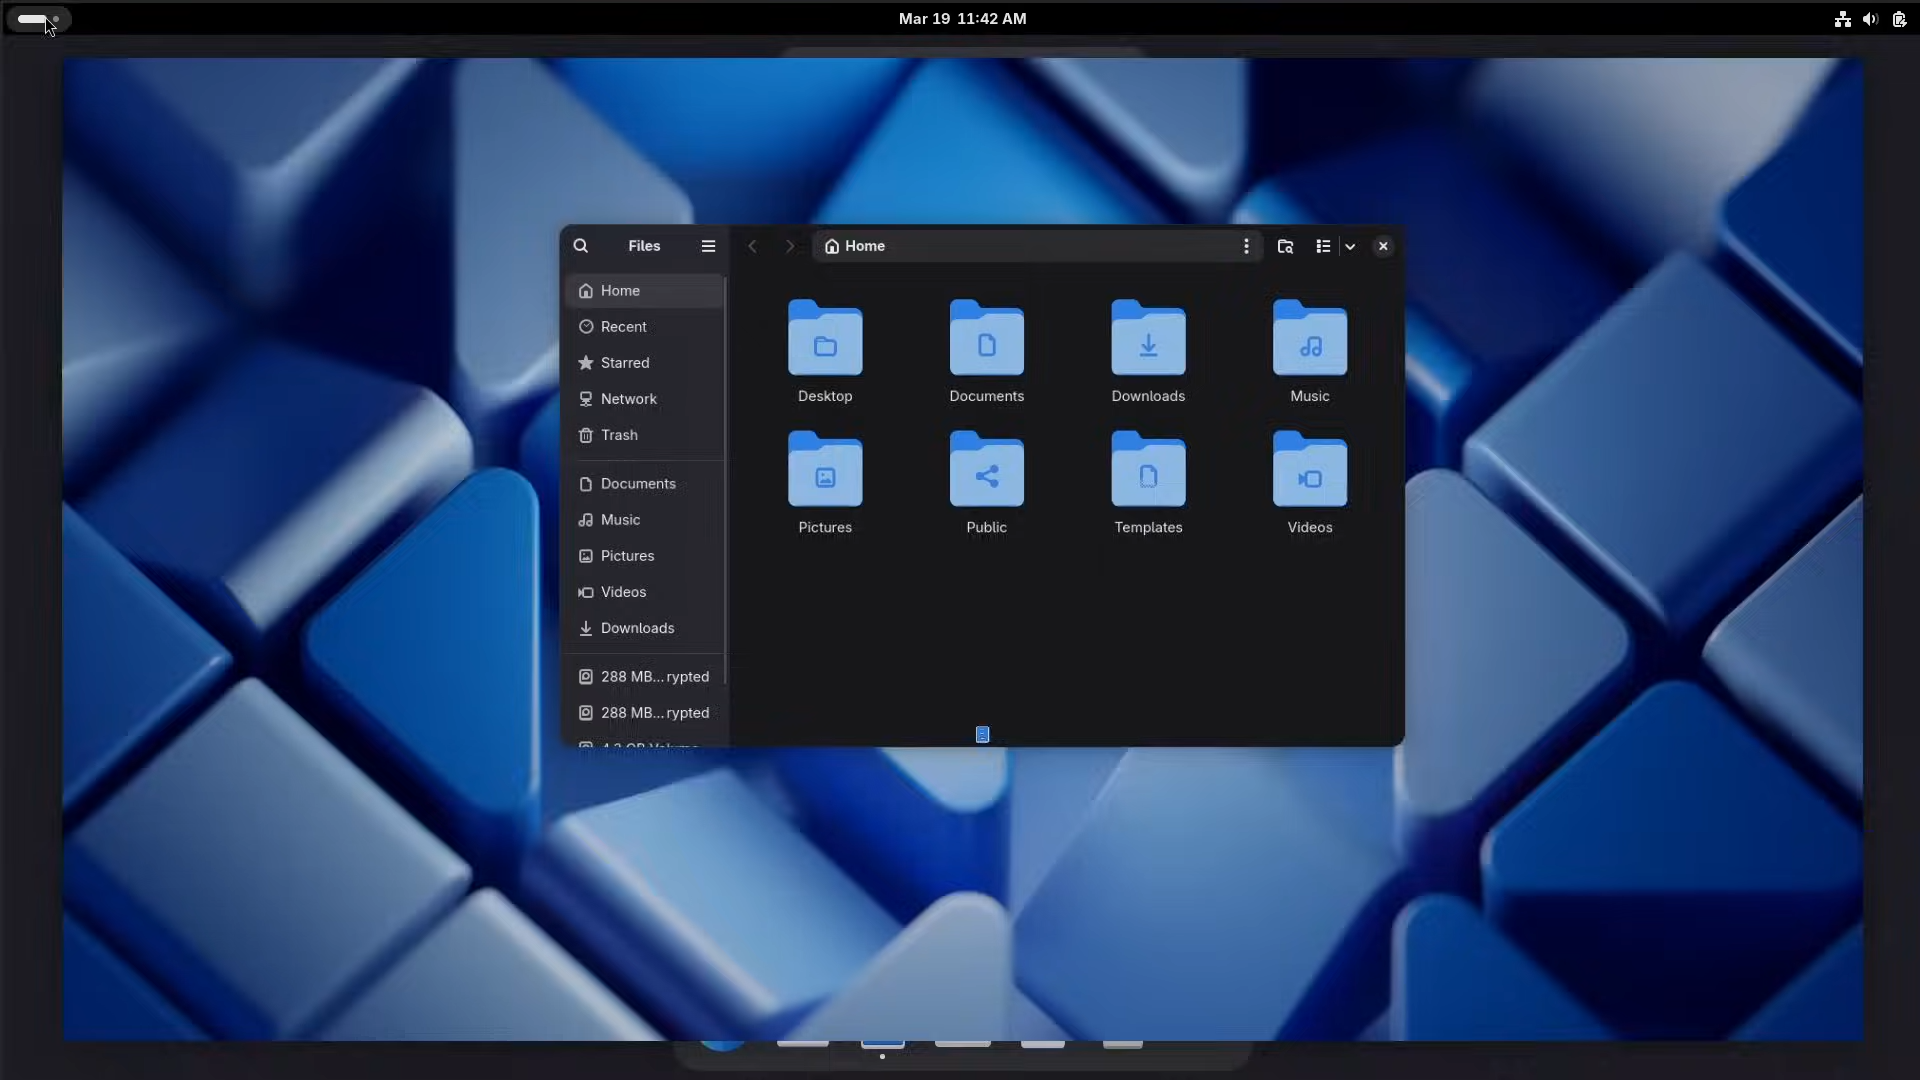 Mar 19 11:42 AM
Files
Home
Home
Recent
Starred
Network
Trash
Documents
Music
Pictures
Videos
Downloads
288 MB...rypted
288 MB...rypted
Desktop
Documents
Downloads
Music
Pictures
Public
Templates
Videos